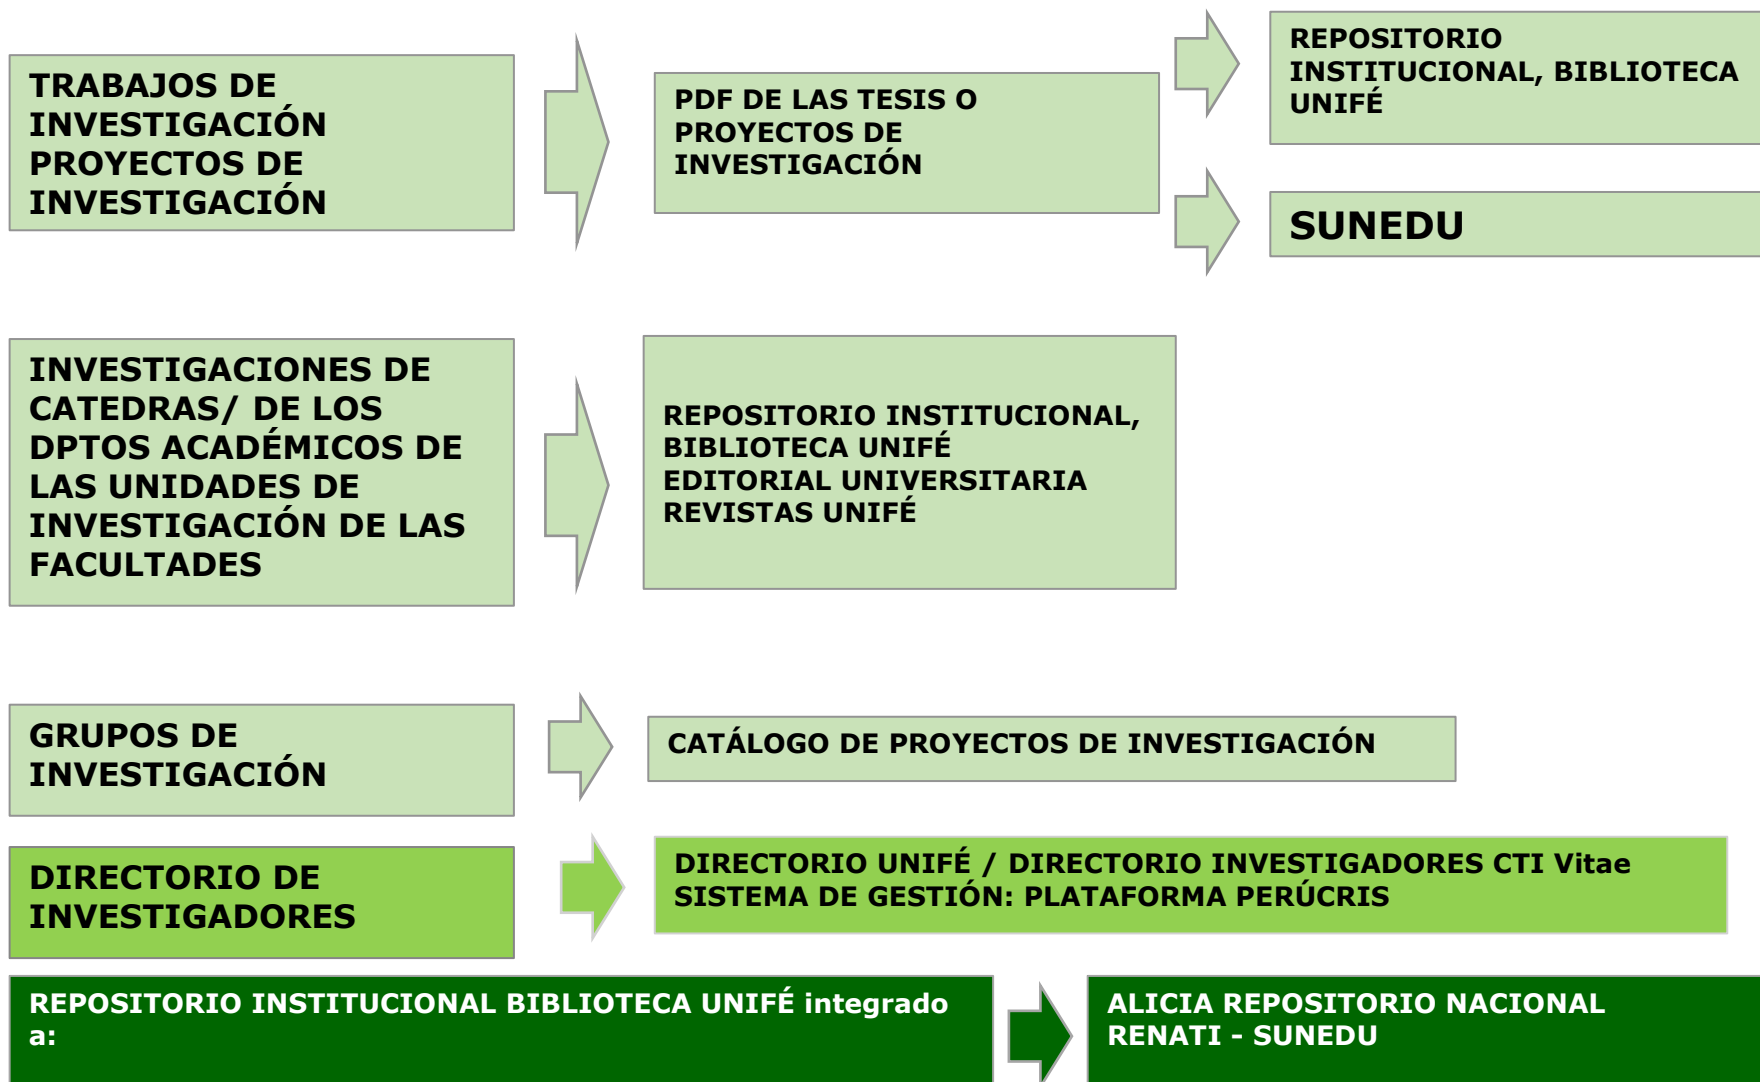 TRABAJOS DE
INVESTIGACIÓN
PROYECTOS DE
INVESTIGACIÓN
PDF DE LAS TESIS O
PROYECTOS DE
INVESTIGACIÓN
REPOSITORIO
INSTITUCIONAL, BIBLIOTECA
UNIFÉ
SUNEDU
INVESTIGACIONES DE
CATEDRAS/ DE LOS
DPTOS ACADÉMICOS DE
LAS UNIDADES DE
INVESTIGACIÓN DE LAS
FACULTADES
REPOSITORIO INSTITUCIONAL,
BIBLIOTECA UNIFÉ
EDITORIAL UNIVERSITARIA
REVISTAS UNIFÉ
GRUPOS DE
INVESTIGACIÓN
CATÁLOGO DE PROYECTOS DE INVESTIGACIÓN
DIRECTORIO DE
INVESTIGADORES
DIRECTORIO UNIFÉ / DIRECTORIO INVESTIGADORES CTI Vitae
SISTEMA DE GESTIÓN: PLATAFORMA PERÚCRIS
REPOSITORIO INSTITUCIONAL BIBLIOTECA UNIFÉ integrado
a:
ALICIA REPOSITORIO NACIONAL
RENATI - SUNEDU